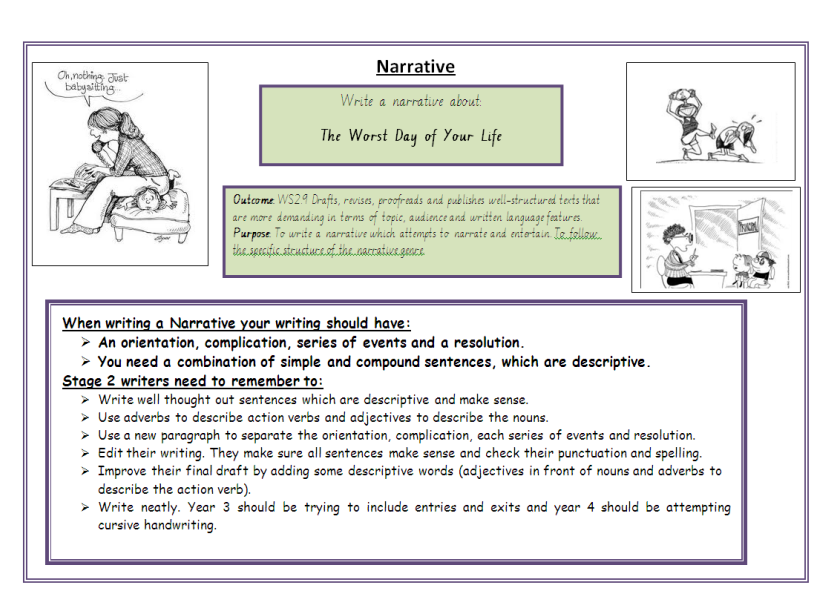 Narrative
Oh, nothing. Just
babysitting...
Write a narrative about:
The Worst Day of Your Life
Outcome: WS2.9 Drafts, revises, proofreads and publishes well-structured texts that
are more demanding in terms of topic, audience and written language features.
Purpose: To write a narrative which attempts to narrate and entertain. To follow
the specific structure of the narrative genre.
PRINCIPAL
When writing a Narrative your writing should have:
➢ An orientation, complication, series of events and a resolution.
➢ You need a combination of simple and compound sentences, which are descriptive.
Stage 2 writers need to remember to:
➢ Write well thought out sentences which are descriptive and make sense.
➢ Use adverbs to describe action verbs and adjectives to describe the nouns.
➢ Use a new paragraph to separate the orientation, complication, each series of events and resolution.
➢ Edit their writing. They make sure all sentences make sense and check their punctuation and spelling.
➢ Improve their final draft by adding some descriptive words (adjectives in front of nouns and adverbs to
describe the action verb).
➢ Write neatly. Year 3 should be trying to include entries and exits and year 4 should be attempting
cursive handwriting.